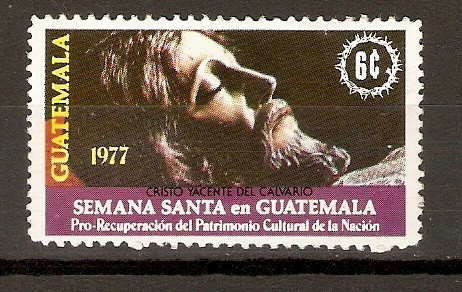 GUATEMALA
6¢
1977
CRISTO YACENTE DEL CALVARIO
SEMANA SANTA en GUATEMALA
Pro-Recuperación del Patrimonio Cultural de la Nación